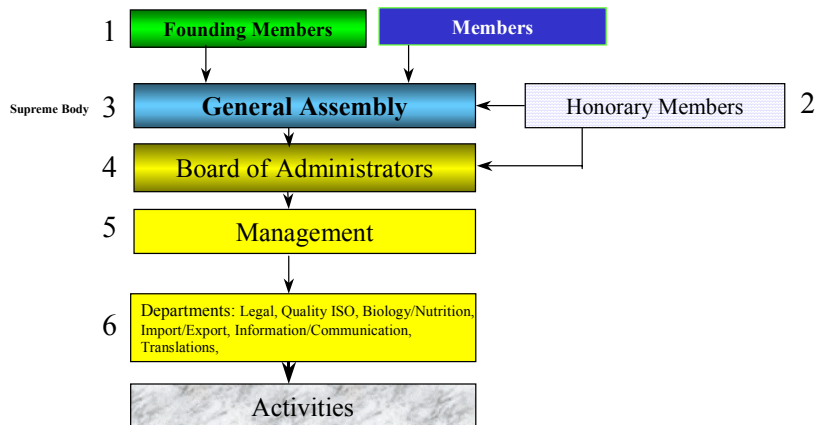 1
Founding Members
Members
Supreme Body
3
General Assembly
Honorary Members
2
4
Board of Administrators
5
Management
6
Departments: Legal, Quality ISO, Biology/Nutrition,
Import/Export, Information/Communication,
Translations,
Activities